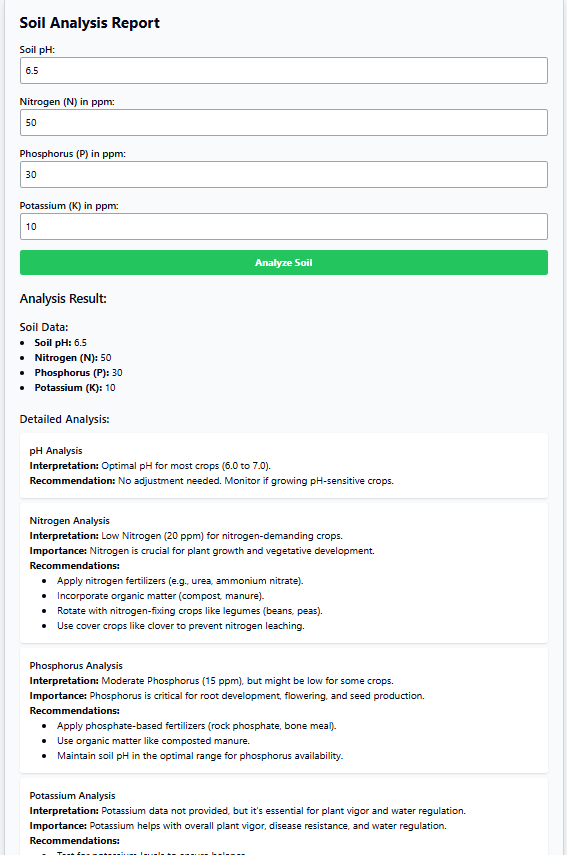 Soil Analysis Report
Soil pH:
6.5
Nitrogen (N) in ppm:
50
Phosphorus (P) in ppm:
30
Potassium (K) in ppm:
10
Analyze Soil
Analysis Result:
Soil Data:
• Soil pH: 6.5
• Nitrogen (N): 50
• Phosphorus (P): 30
• Potassium (K): 10
Detailed Analysis:
pH Analysis
Interpretation: Optimal pH for most crops (6.0 to 7.0).
Recommendation: No adjustment needed. Monitor if growing pH-sensitive crops.
Nitrogen Analysis
Interpretation: Low Nitrogen (20 ppm) for nitrogen-demanding crops.
Importance: Nitrogen is crucial for plant growth and vegetative development.
Recommendations:
• Apply nitrogen fertilizers (e.g., urea, ammonium nitrate).
• Incorporate organic matter (compost, manure).
• Rotate with nitrogen-fixing crops like legumes (beans, peas).
• Use cover crops like clover to prevent nitrogen leaching.
Phosphorus Analysis
Interpretation: Moderate Phosphorus (15 ppm), but might be low for some crops.
Importance: Phosphorus is critical for root development, flowering, and seed production.
Recommendations:
• Apply phosphate-based fertilizers (rock phosphate, bone meal).
• Use organic matter like composted manure.
• Maintain soil pH in the optimal range for phosphorus availability.
Potassium Analysis
Interpretation: Potassium data not provided, but it's essential for plant vigor and water regulation.
Importance: Potassium helps with overall plant vigor, disease resistance, and water regulation.
Recommendations:
• Test for potassium levels to ensure balance.